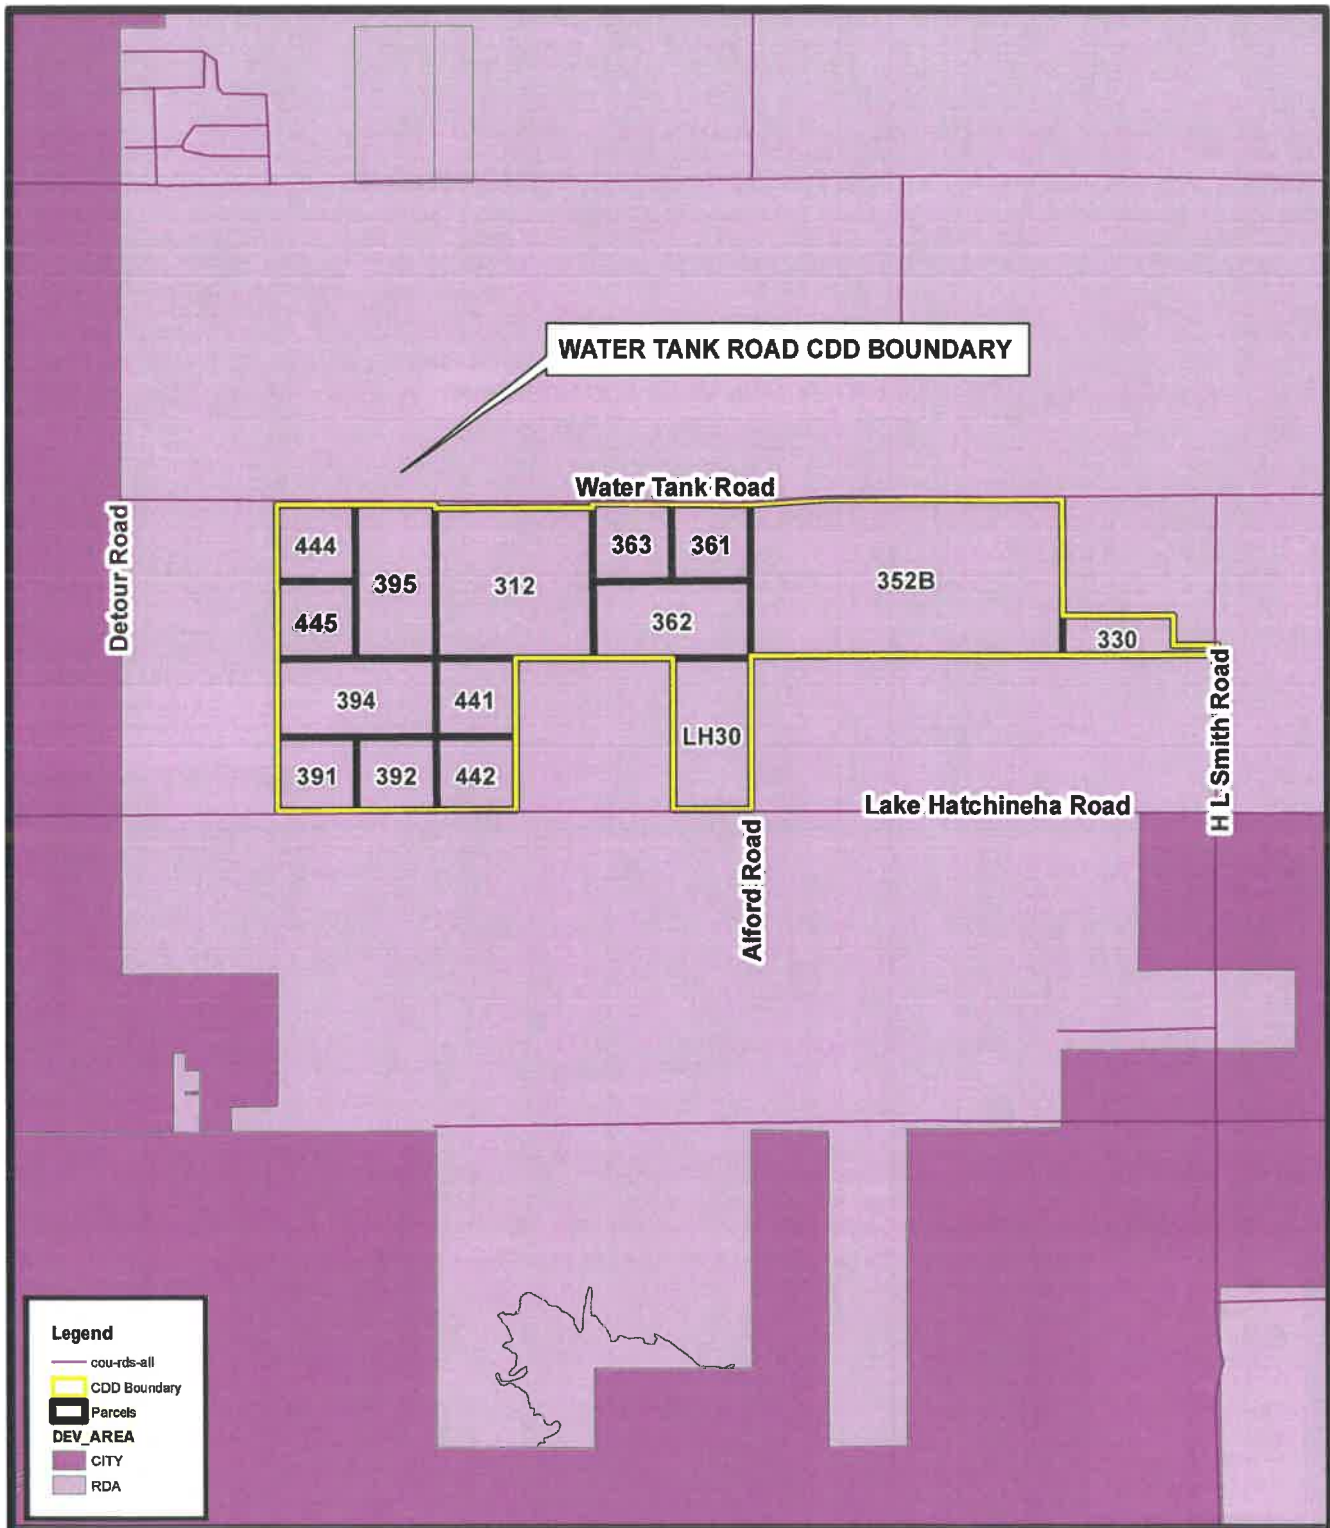 WATER TANK ROAD CDD BOUNDARY
Water Tank Road
Detour Road
444
395
312
363
361
352B
445
362
330
394
441
LH30
391
392
442
H L Smith Road
Lake Hatchineha Road
Alford Road
Legend
cou-rds-all
CDD Boundary
Parcels
DEV_AREA
CITY
RDA